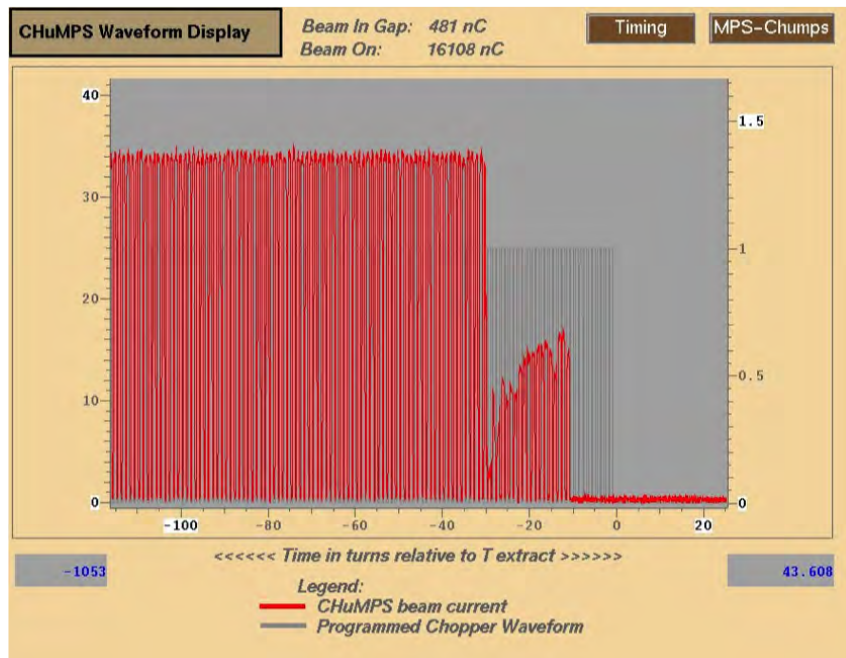 CHuMPS Waveform Display
Beam In Gap: 481 nC
Beam On: 16108 nC
Timing
MPS-Chumps
40
30
20
10
0
1.5
1
0.5
0
-100 -80 -60 -40 -20 0 20
<<<<<< Time in turns relative to T extract >>>>>>
-1053
43.608
Legend:
CHuMPS beam current
Programmed Chopper Waveform